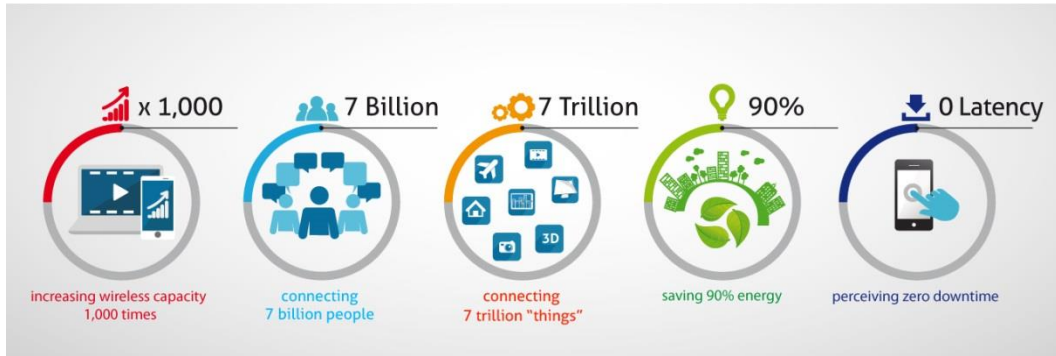 x 1,000
7 Billion
7 Trillion
90%
0 Latency
3D
increasing wireless capacity
1,000 times
connecting
7 billion people
connecting
7 trillion “things”
saving 90% energy
perceiving zero downtime